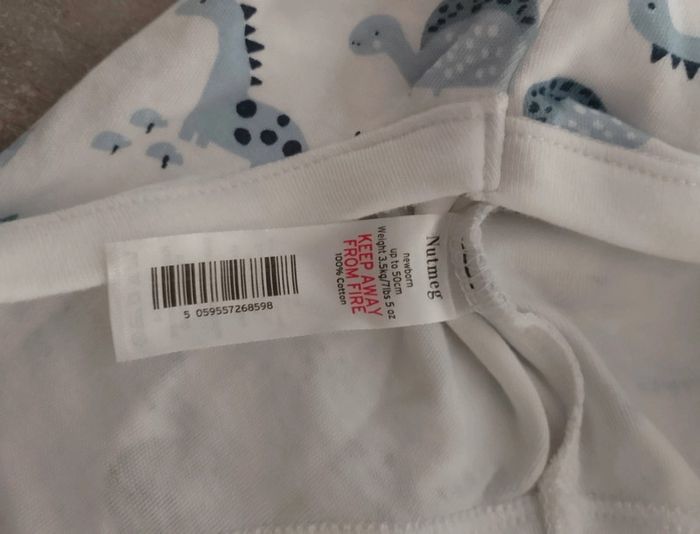 Nutmeg
newborn
up to 50cm
Weight 3.5kg/7lbs 5 oz
KEEP AWAY
FROM FIRE
100% Cotton
5 059557 268598